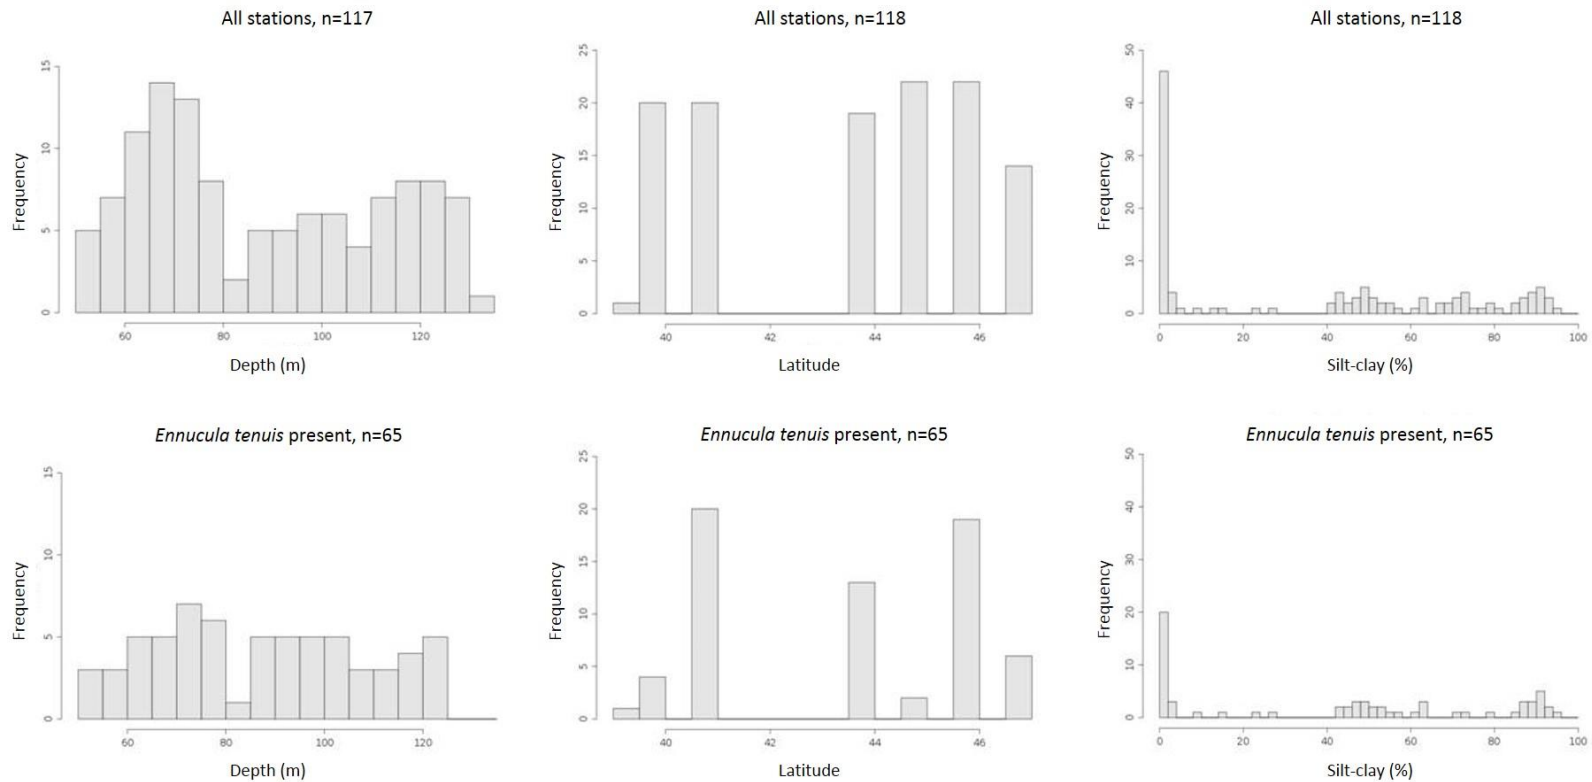 All stations, n=117
All stations, n=118
All stations, n=118
Frequency
0 5 10 15
60 80 100 120
Depth (m)
Frequency
0 5 10 15 20 25
40 42 44 46
Latitude
Frequency
0 10 20 30 40 50
0 20 40 60 80 100
Silt-clay (%)
Ennucula tenuis present, n=65
Ennucula tenuis present, n=65
Ennucula tenuis present, n=65
Frequency
0 5 10 15
60 80 100 120
Depth (m)
Frequency
0 5 10 15 20 25
40 42 44 46
Latitude
Frequency
0 10 20 30 40 50
0 20 40 60 80 100
Silt-clay (%)